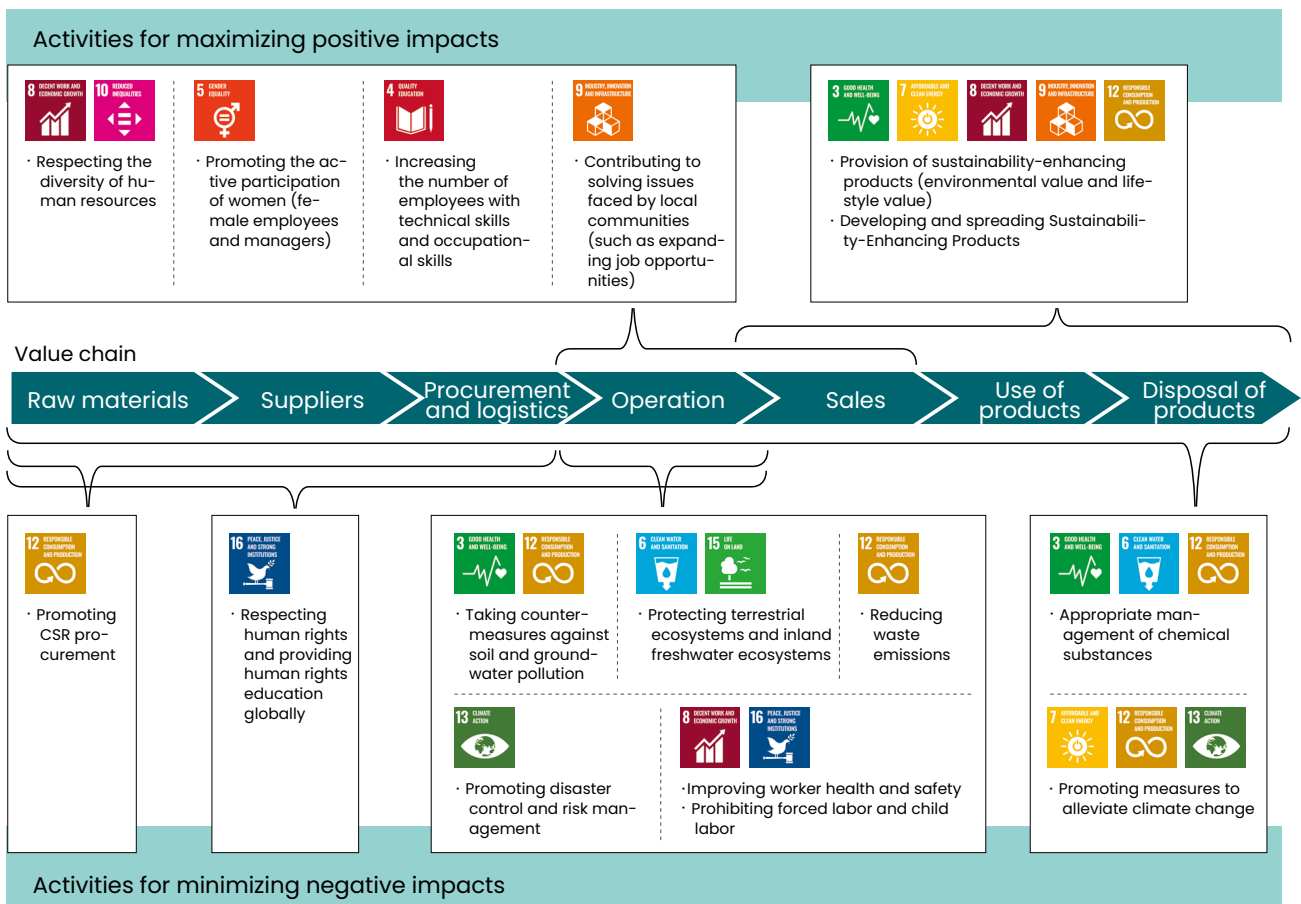 Activities for maximizing positive impacts
8 DECENT WORK AND
ECONOMIC GROWTH
10 REDUCED
INEQUALITIES
· Respecting the
diversity of hu-
man resources
5 GENDER
EQUALITY
· Promoting the ac-
tive participation
of women (fe-
male employees
and managers)
4 QUALITY
EDUCATION
· Increasing
the number of
employees with
technical skills
and occupation-
al skills
9 INDUSTRY, INNOVATION
AND INFRASTRUCTURE
· Contributing to
solving issues
faced by local
communities
(such as expand-
ing job opportu-
nities)
3 GOOD HEALTH
AND WELL-BEING
7 AFFORDABLE AND
CLEAN ENERGY
8 DECENT WORK AND
ECONOMIC GROWTH
9 INDUSTRY, INNOVATION
AND INFRASTRUCTURE
12 RESPONSIBLE
CONSUMPTION
AND PRODUCTION
· Provision of sustainability-enhancing
products (environmental value and life-
style value)
· Developing and spreading Sustainabili-
ty-Enhancing Products
Value chain
Raw materials
Suppliers
Procurement
and logistics
Operation
Sales
Use of
products
Disposal of
products
12 RESPONSIBLE
CONSUMPTION
AND PRODUCTION
· Promoting
CSR pro-
curement
16 PEACE, JUSTICE
AND STRONG
INSTITUTIONS
· Respecting
human rights
and providing
human rights
education
globally
3 GOOD HEALTH
AND WELL-BEING
12 RESPONSIBLE
CONSUMPTION
AND PRODUCTION
· Taking counter-
measures against
soil and ground-
water pollution
6 CLEAN WATER
AND SANITATION
15 LIFE
ON LAND
· Protecting terrestrial
ecosystems and inland
freshwater ecosystems
12 RESPONSIBLE
CONSUMPTION
AND PRODUCTION
· Reducing
waste
emissions
13 CLIMATE
ACTION
· Promoting disaster
control and risk man-
agement
8 DECENT WORK AND
ECONOMIC GROWTH
16 PEACE, JUSTICE
AND STRONG
INSTITUTIONS
·Improving worker health and safety
· Prohibiting forced labor and child
labor
3 GOOD HEALTH
AND WELL-BEING
6 CLEAN WATER
AND SANITATION
12 RESPONSIBLE
CONSUMPTION
AND PRODUCTION
· Appropriate man-
agement of chemical
substances
7 AFFORDABLE AND
CLEAN ENERGY
12 RESPONSIBLE
CONSUMPTION
AND PRODUCTION
13 CLIMATE
ACTION
· Promoting measures to
alleviate climate change
Activities for minimizing negative impacts